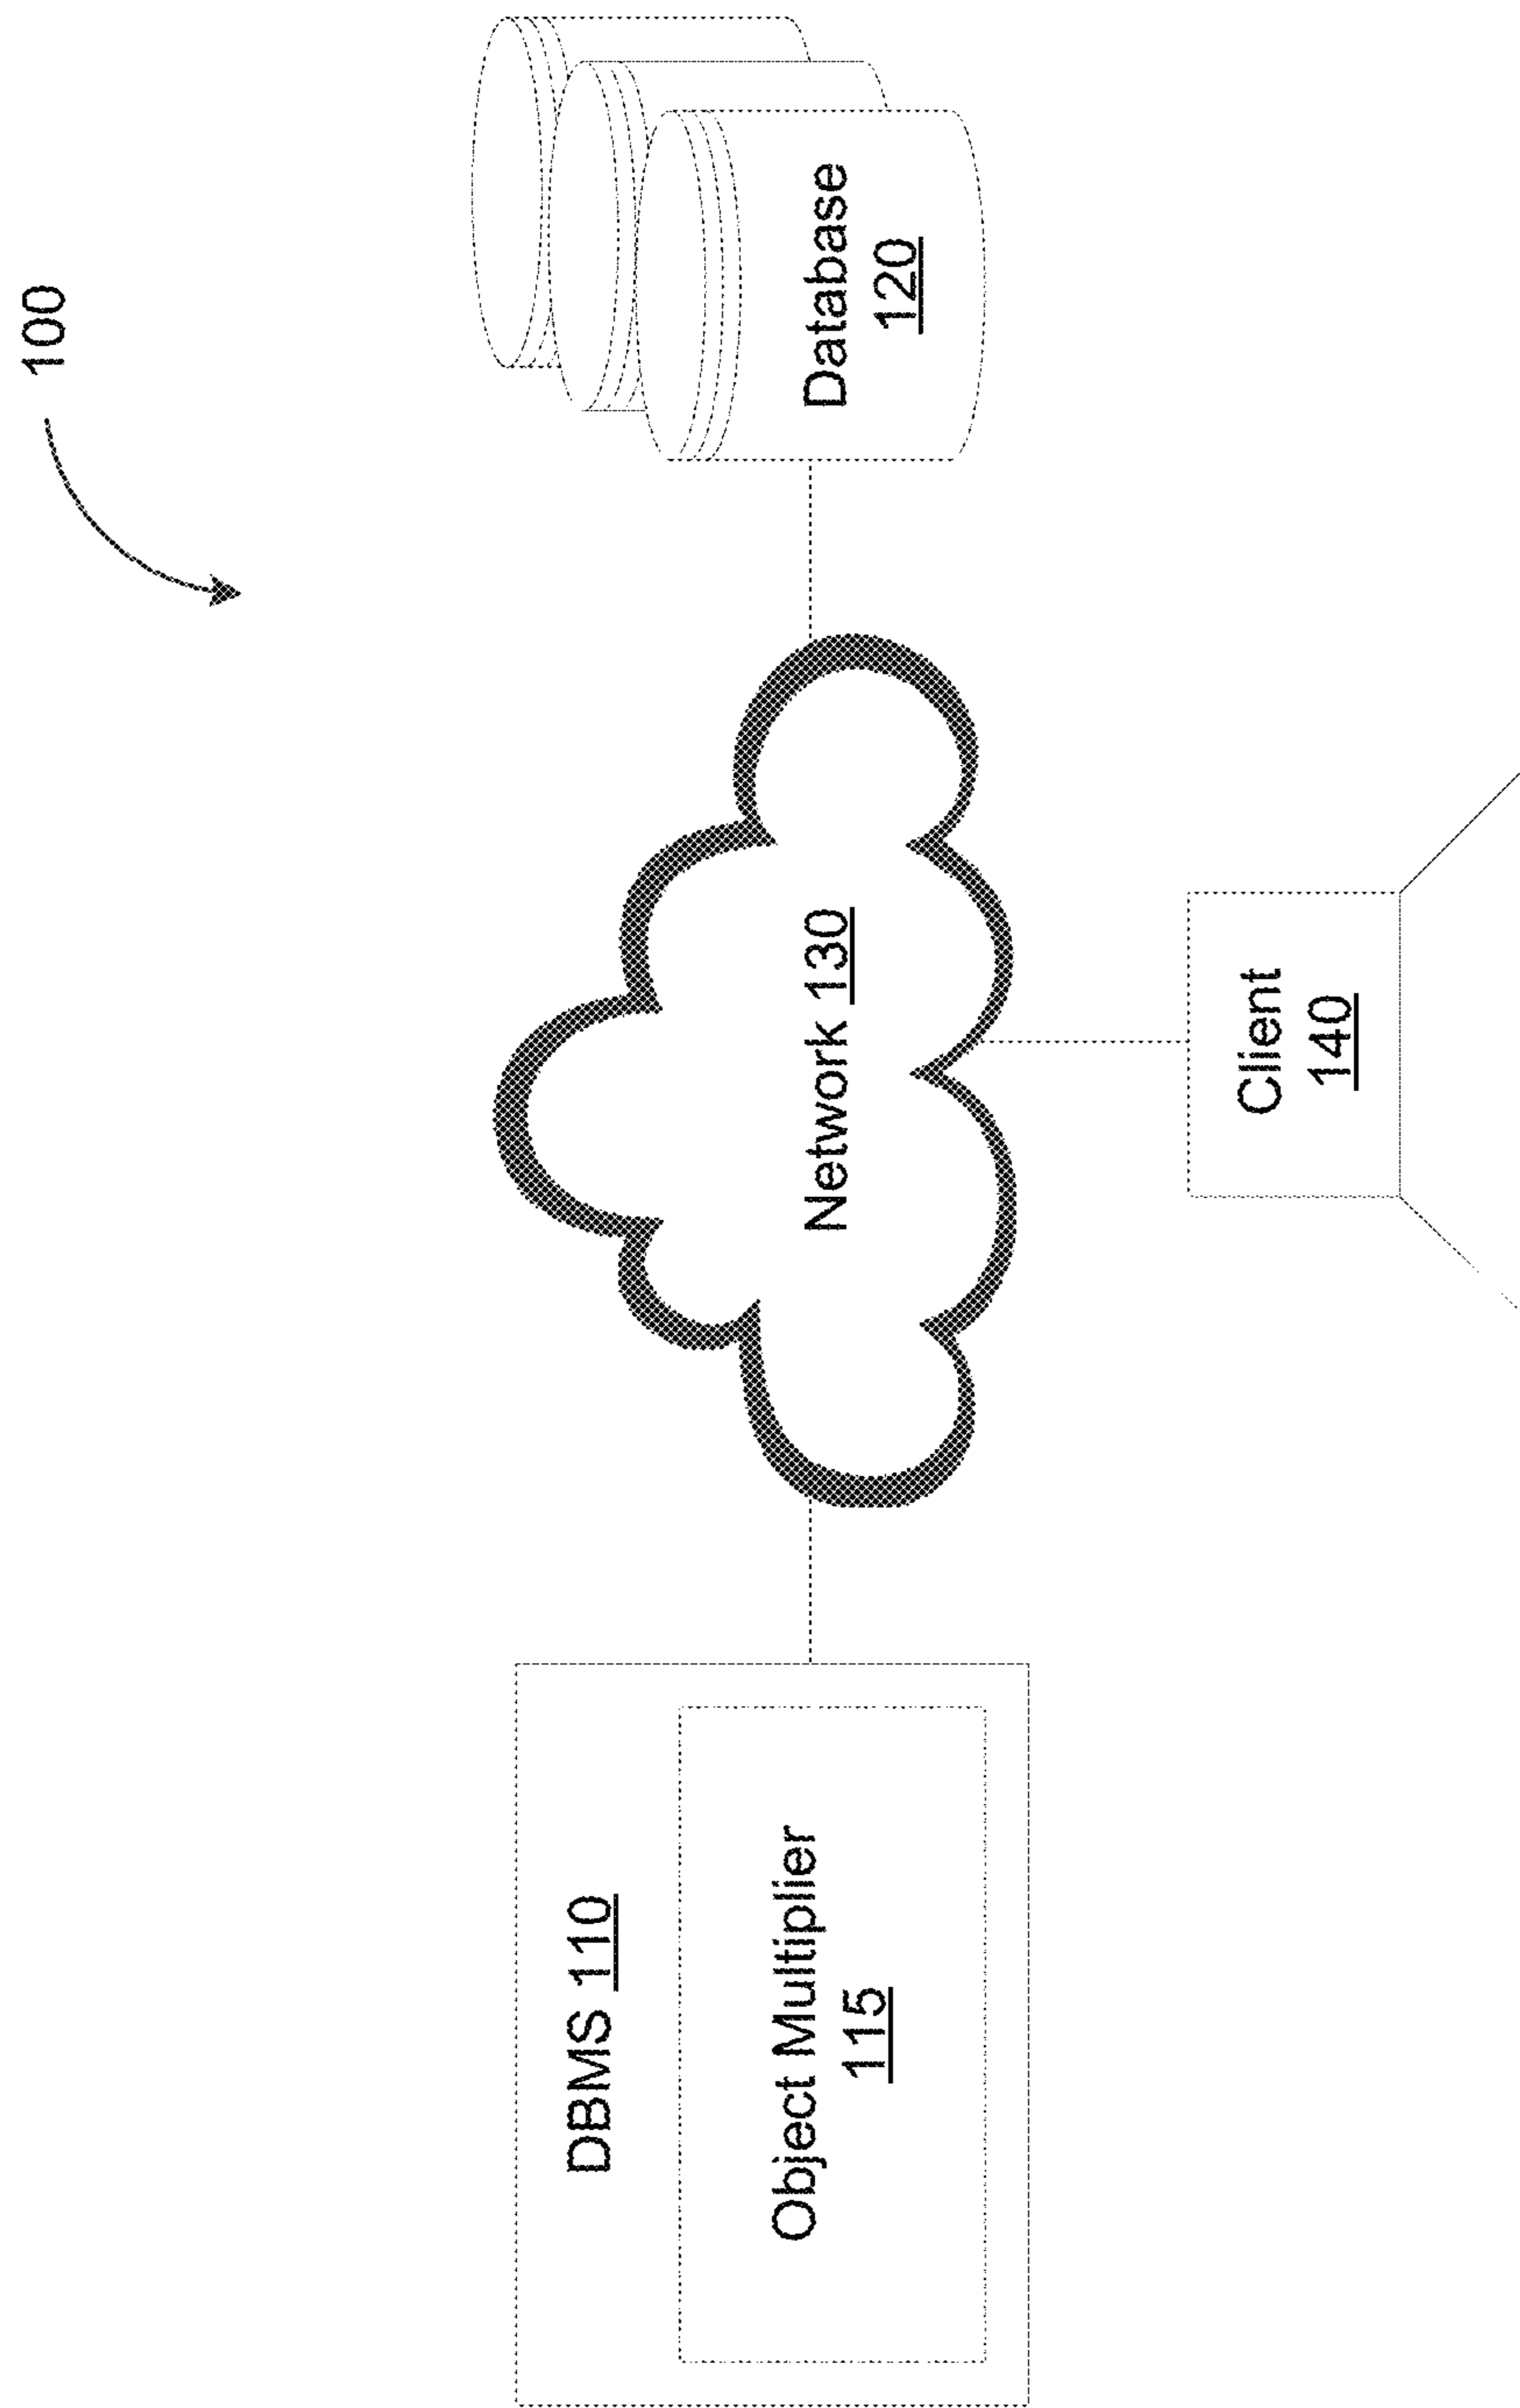 100
DBMS 110
Object Multiplier
115
Network 130
Database
120
Client
140